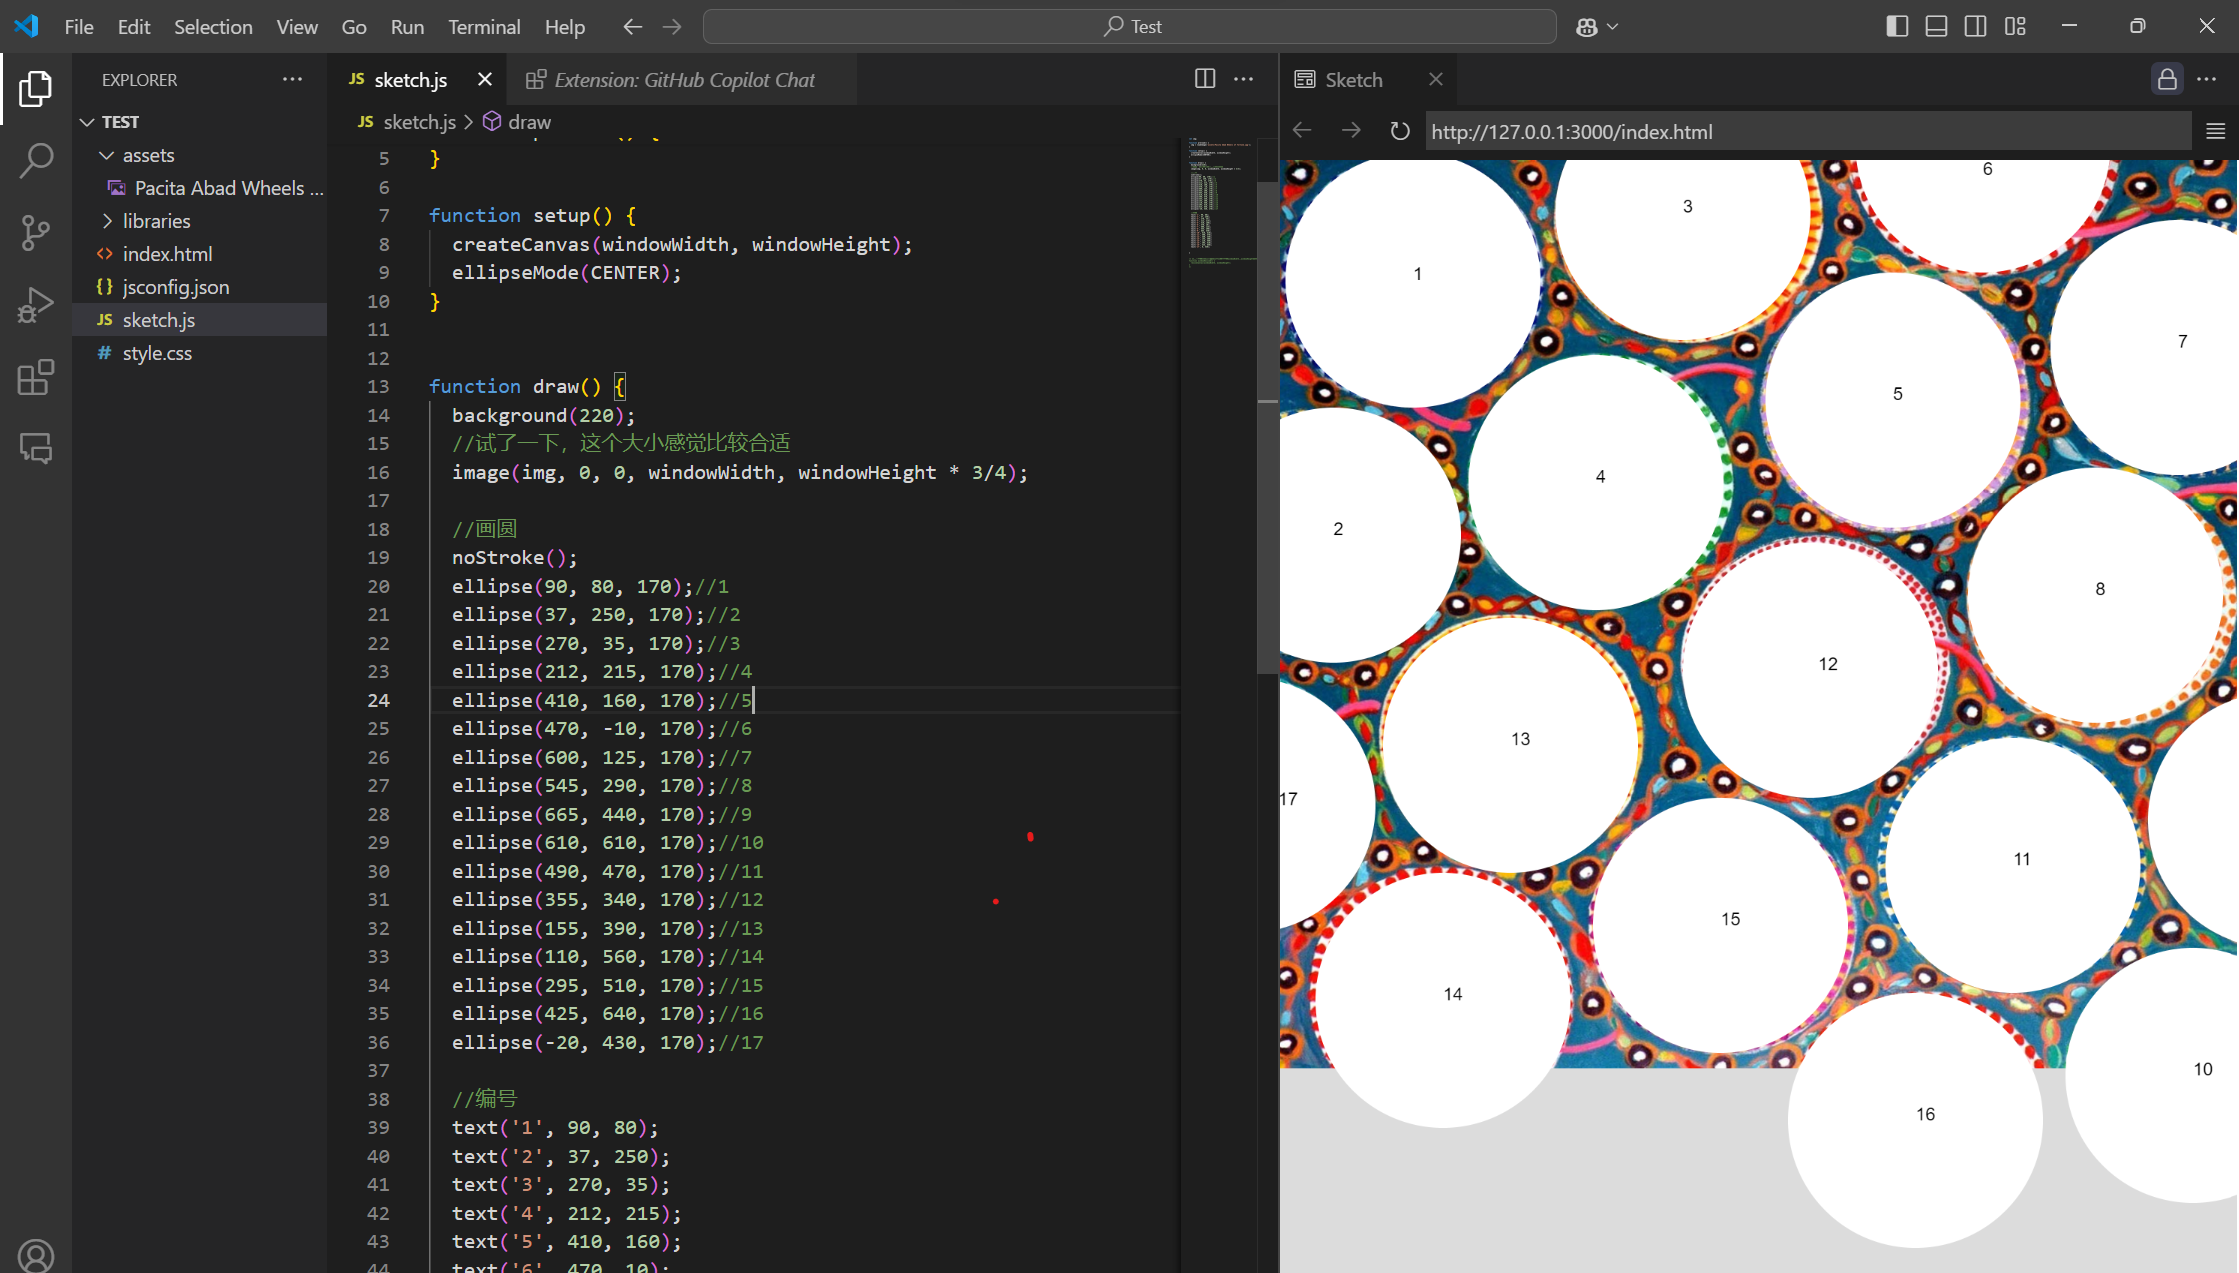 File Edit Selection View Go Run Terminal Help
Test
EXPLORER
TEST
assets
Pacita Abad Wheels ...
libraries
index.html
jsconfig.json
JS sketch.js
# style.css
JS sketch.js
Extension: GitHub Copilot Chat
JS sketch.js > draw
5 }
6
7 function setup() {
8 createCanvas(windowWidth, windowHeight);
9 ellipseMode(CENTER);
10 }
11
12
13 function draw() {
14 background(220);
15 //试了一下，这个大小感觉比较合适
16 image(img, 0, 0, windowWidth, windowHeight * 3/4);
17
18 //画圆
19 noStroke();
20 ellipse(90, 80, 170);//1
21 ellipse(37, 250, 170);//2
22 ellipse(270, 35, 170);//3
23 ellipse(212, 215, 170);//4
24 ellipse(410, 160, 170);//5
25 ellipse(470, -10, 170);//6
26 ellipse(600, 125, 170);//7
27 ellipse(545, 290, 170);//8
28 ellipse(665, 440, 170);//9
29 ellipse(610, 610, 170);//10
30 ellipse(490, 470, 170);//11
31 ellipse(355, 340, 170);//12
32 ellipse(155, 390, 170);//13
33 ellipse(110, 560, 170);//14
34 ellipse(295, 510, 170);//15
35 ellipse(425, 640, 170);//16
36 ellipse(-20, 430, 170);//17
37
38 //编号
39 text('1', 90, 80);
40 text('2', 37, 250);
41 text('3', 270, 35);
42 text('4', 212, 215);
43 text('5', 410, 160);
44 text('6', 470, 10);
Sketch
http://127.0.0.1:3000/index.html
6
3
1
7
5
4
2
8
12
13
17
11
15
14
10
16